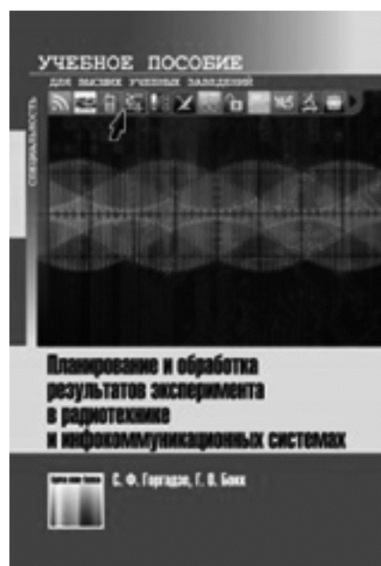 УЧЕБНОЕ ПОСОБИЕ
ДЛЯ ВЫСШИХ УЧЕБНЫХ ЗАВЕДЕНИЙ
СПЕЦИАЛЬНОСТЬ
Планирование и обработка
результатов эксперимента
в радиотехнике
и инфокоммуникационных системах
С. Ф. Горгадзе, Г. В. Бокк